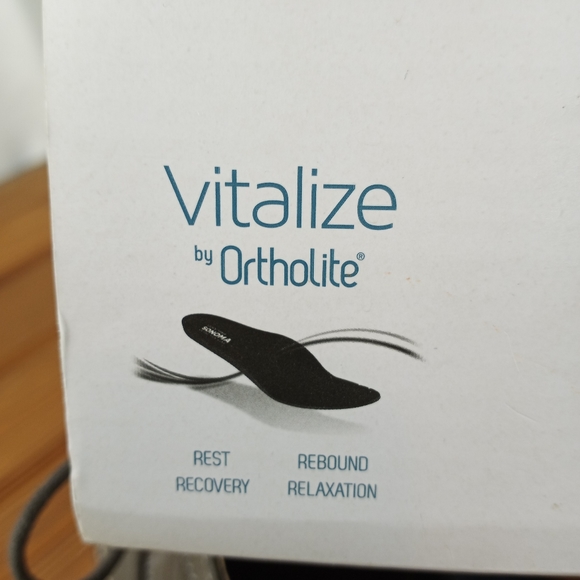 Vitalize
by Ortholite®
SONOMA
REST REBOUND
RECOVERY RELAXATION